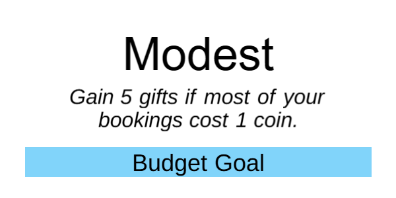 Modest
Gain 5 gifts if most of your
bookings cost 1 coin.
Budget Goal